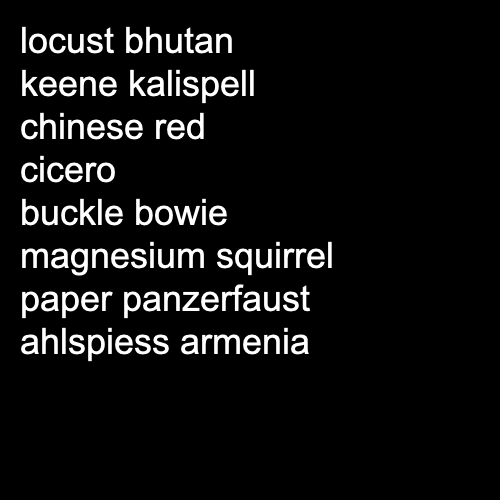 locust bhutan
keene kalispell
chinese red
cicero
buckle bowie
magnesium squirrel
paper panzerfaust
ahlspiess armenia